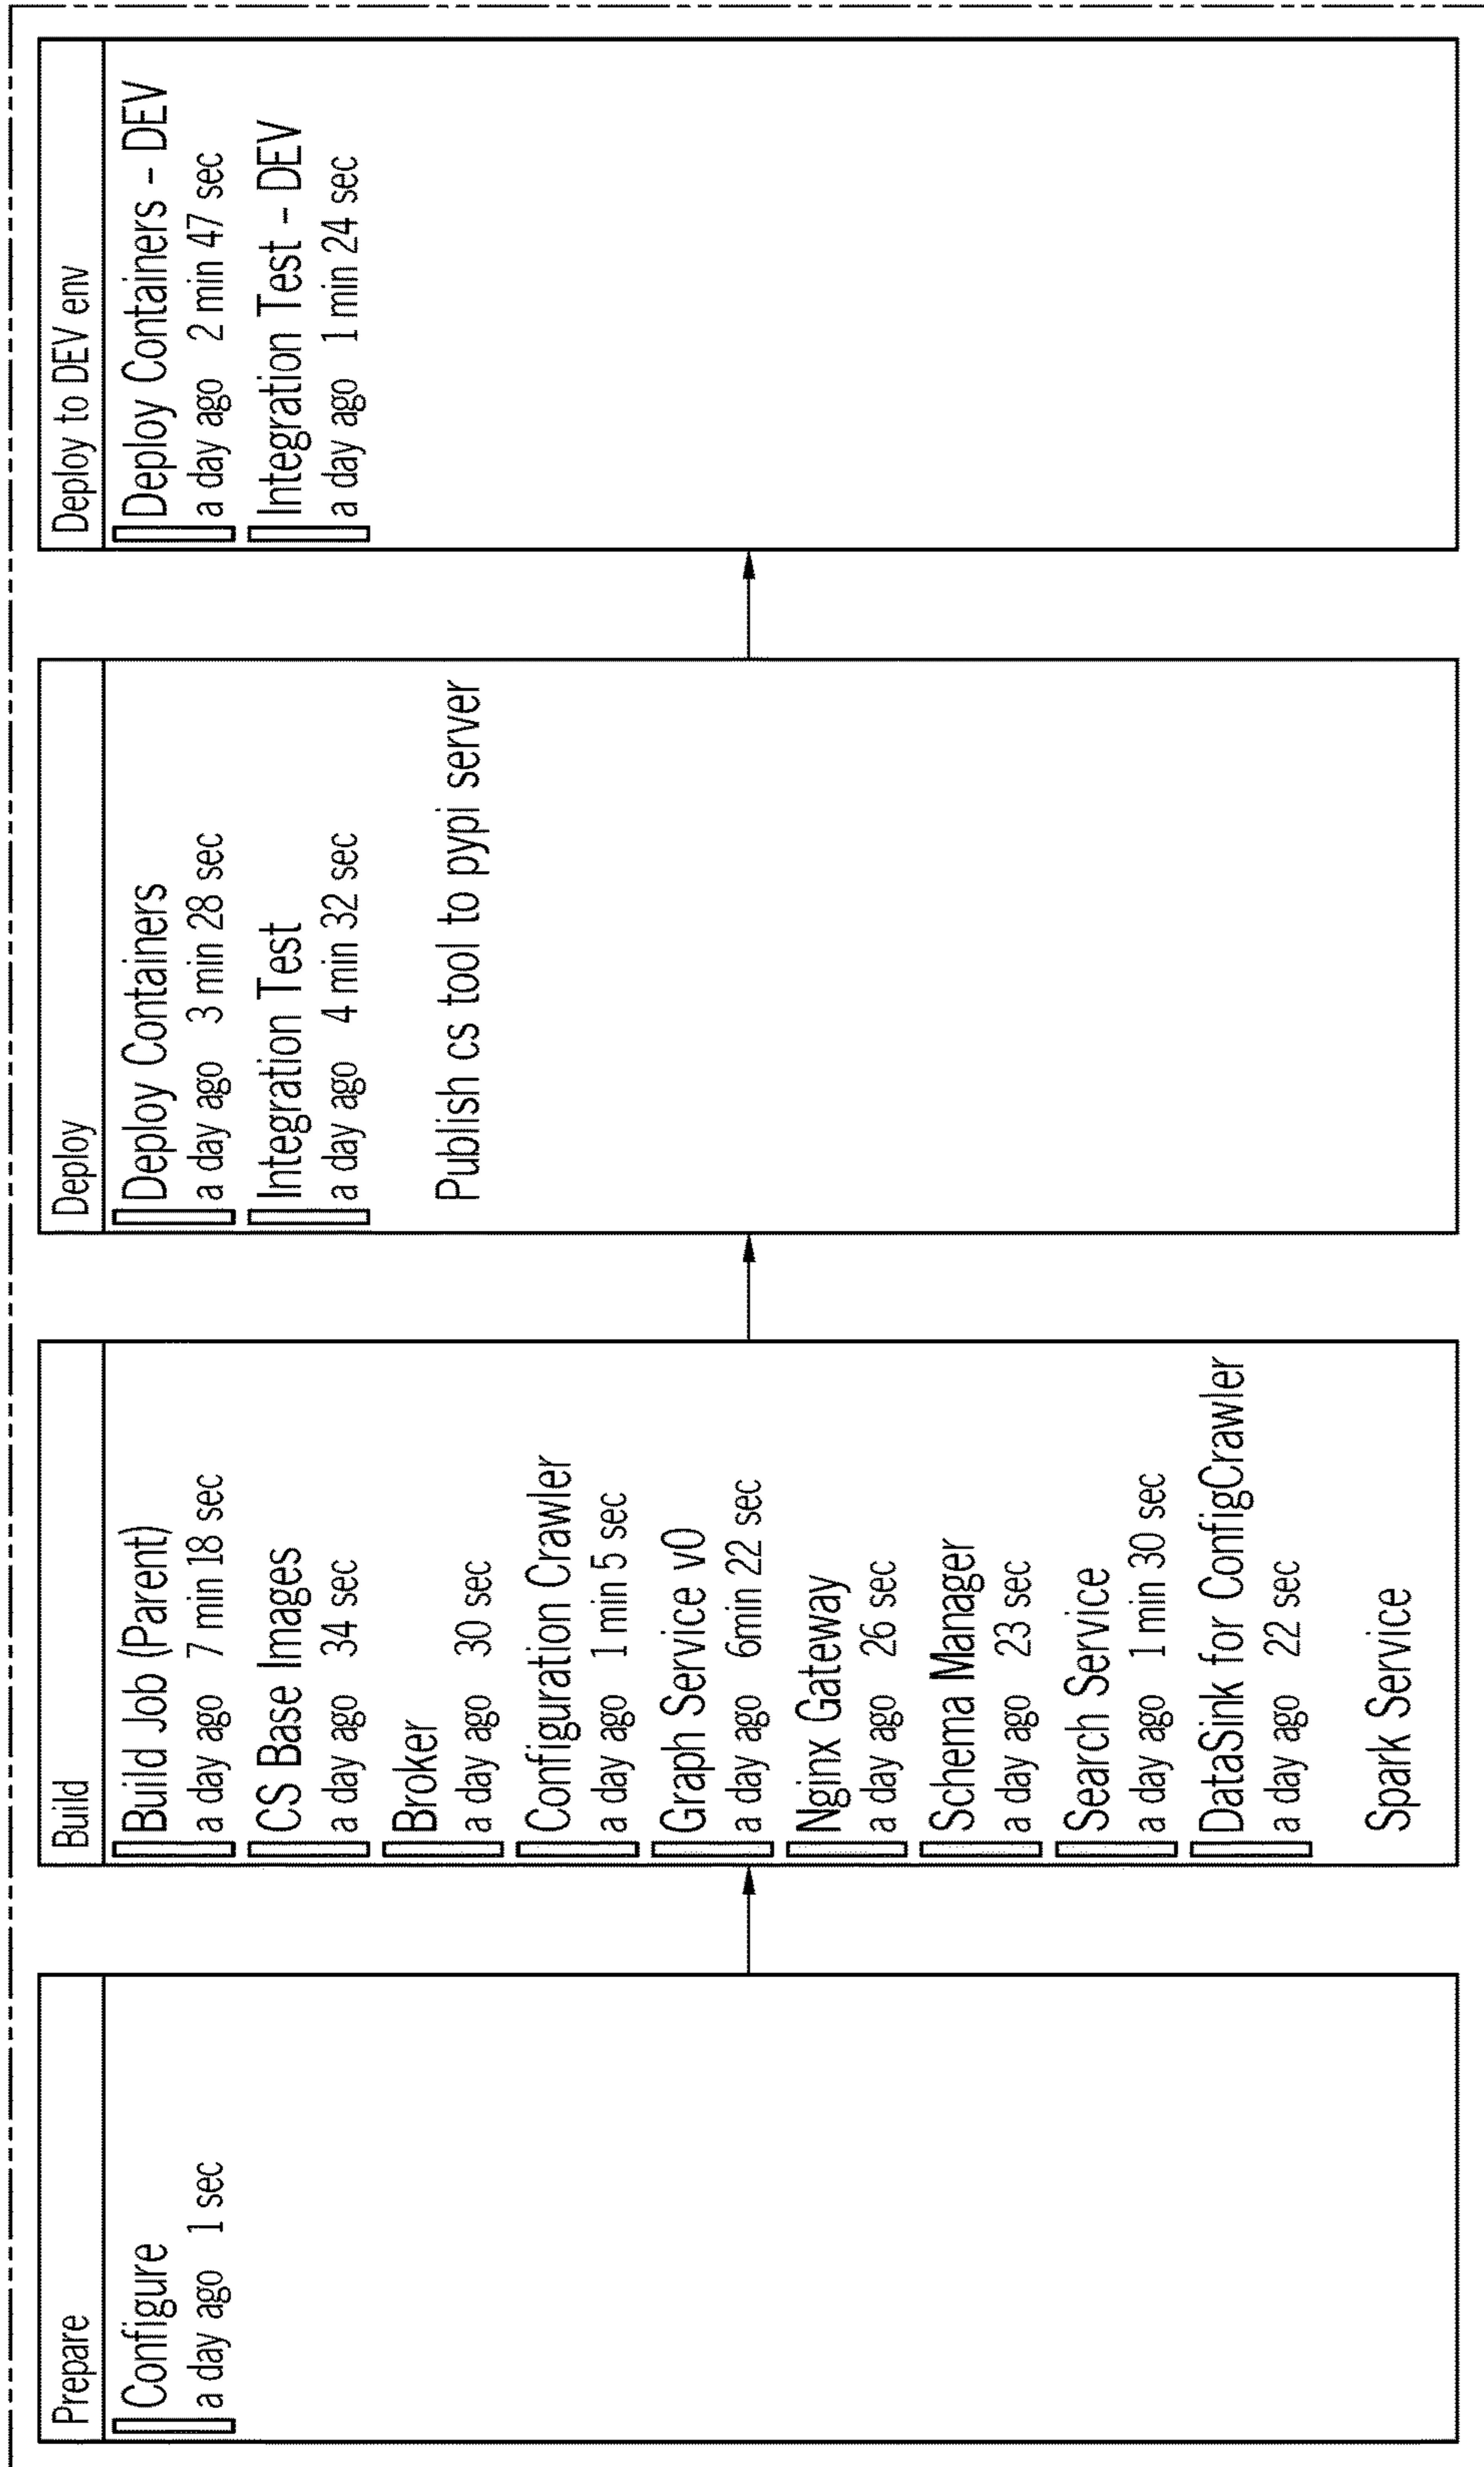 Prepare
Configure
a day ago 1 sec
Build
Build Job (Parent)
a day ago 7 min 18 sec
CS Base Images
a day ago 34 sec
Broker
a day ago 30 sec
Configuration Crawler
a day ago 1 min 5 sec
Graph Service v0
a day ago 6min 22 sec
Nginx Gateway
a day ago 26 sec
Schema Manager
a day ago 23 sec
Search Service
a day ago 1 min 30 sec
DataSink for ConfigCrawler
a day ago 22 sec
Spark Service
Deploy
Deploy Containers
a day ago 3 min 28 sec
Integration Test
a day ago 4 min 32 sec
Publish cs tool to pypi server
Deploy to DEV env
Deploy Containers - DEV
a day ago 2 min 47 sec
Integration Test - DEV
a day ago 1 min 24 sec